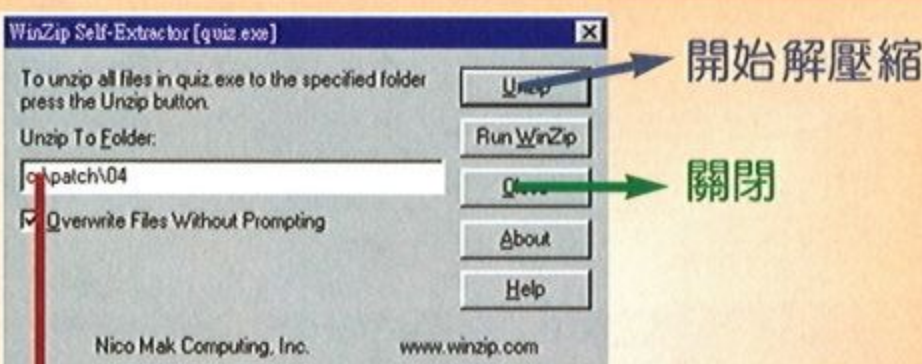 WinZip Self-Extractor [quiz.exe]
To unzip all files in quiz.exe to the specified folder
press the Unzip button.
Unzip To Folder:
c:\patch\04
Overwrite Files Without Prompting
Unzip
Run WinZip
Close
About
Help
Nico Mak Computing, Inc. www.winzip.com
開始解壓縮
關閉